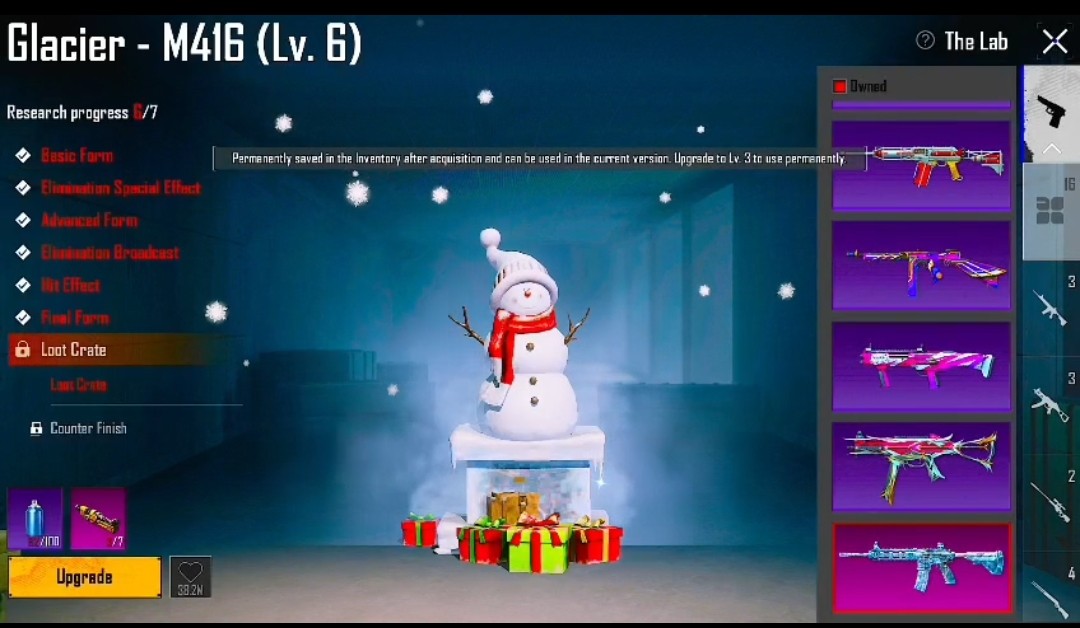 Glacier - M416 (Lv. 6)
The Lab
Research progress 6/7
Owned
Basic Form
Permanently saved in the Inventory after acquisition and can be used in the current version. Upgrade to Lv. 3 to use permanently.
Elimination Special Effect
Advanced Form
Elimination Broadcast
Hit Effect
Final Form
Loot Crate
Loot Crate
Counter Finish
/100
/7
Upgrade
16
3
3
2
4